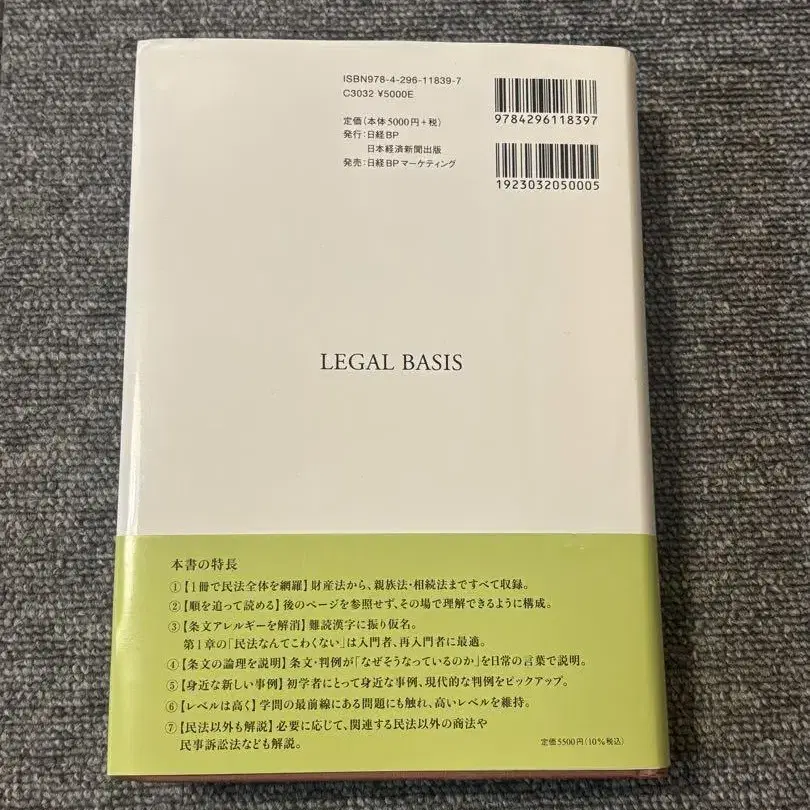 ISBN978-4-296-11839-7
C3032 ¥5000E
定価(本体5000円+税)
発行:日経BP
日本経済新聞出版
発売:日経BPマーケティング
9784296118397
1923032050005
LEGAL BASIS
本書の特長
①【1冊で民法全体を網羅】財産法から、親族法・相続法まですべて収録。
②【順を追って読める】後のページを参照せず、その場で理解できるように構成。
③【条文アレルギーを解消】難読漢字に振り仮名。
第1章の「民法なんてこわくない」は入門者、再入門者に最適。
④【条文の論理を説明】条文・判例が「なぜそうなっているのか」を日常の言葉で説明。
⑤【身近な新しい事例】初学者にとって身近な事例、現代的な判例をピックアップ。
⑥【レベルは高く】学問の最前線にある問題にも触れ、高いレベルを維持。
⑦【民法以外も解説】必要に応じて、関連する民法以外の商法や
民事訴訟法なども解説。
定価5500円(10%税込)